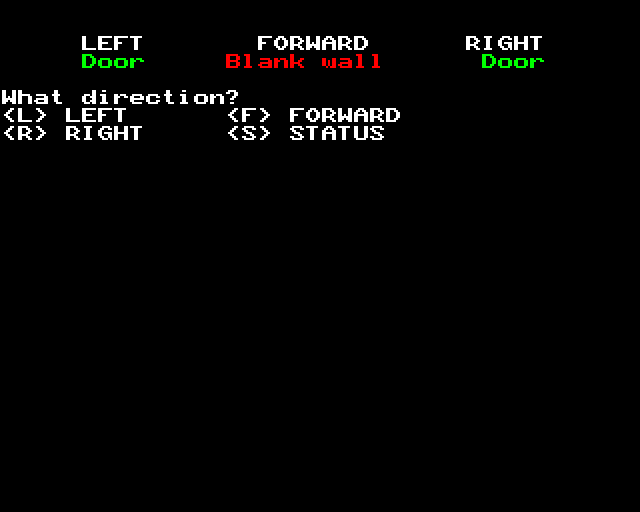 LEFT FORWARD RIGHT
Door Blank wall Door
What direction?
<L> LEFT <F> FORWARD
<R> RIGHT <S> STATUS